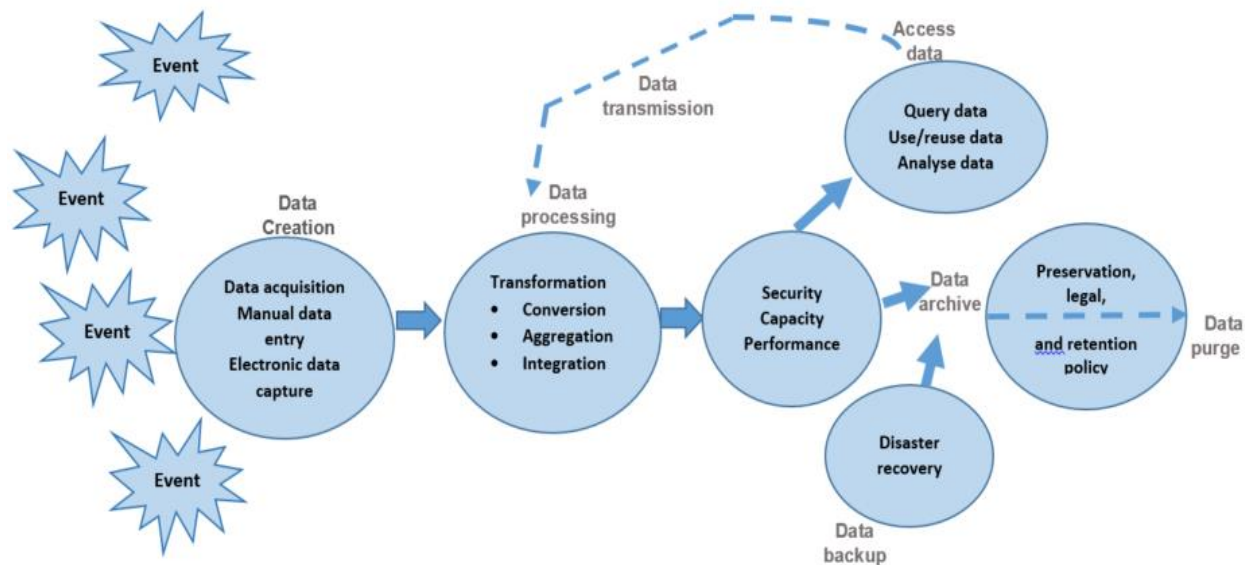 Event
Event
Event
Event
Data
Creation
Data acquisition
Manual data
entry
Electronic data
capture
Data
processing
Transformation
• Conversion
• Aggregation
• Integration
Data
transmission
Access
data
Query data
Use/reuse data
Analyse data
Security
Capacity
Performance
Data
archive
Disaster
recovery
Data
backup
Preservation,
legal,
and retention
policy
Data
purge